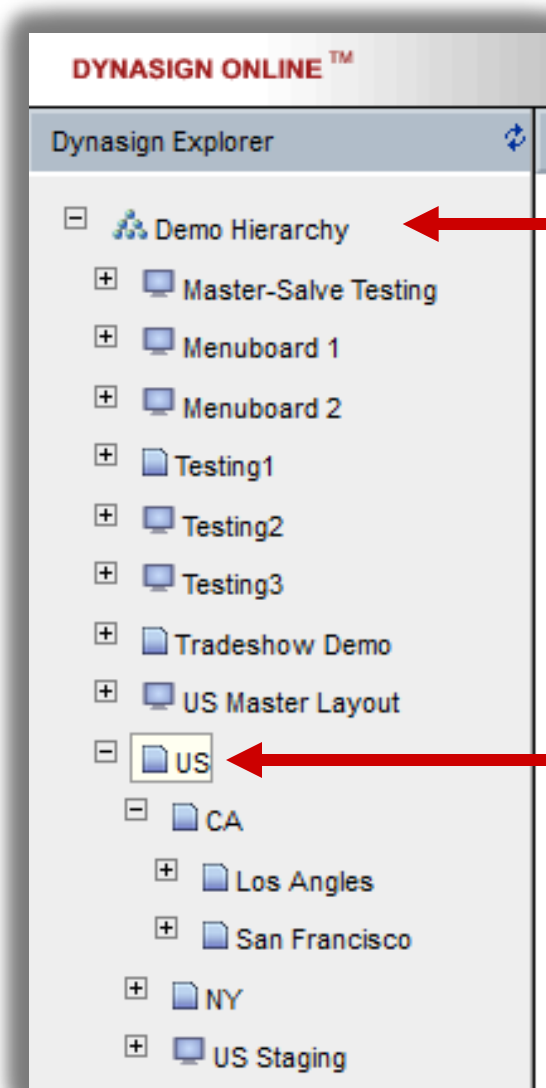 DYNASIGN ONLINE ™
Dynasign Explorer
Demo Hierarchy
Master-Salve Testing
Menuboard 1
Menuboard 2
Testing1
Testing2
Testing3
Tradeshow Demo
US Master Layout
US
CA
Los Angles
San Francisco
NY
US Staging